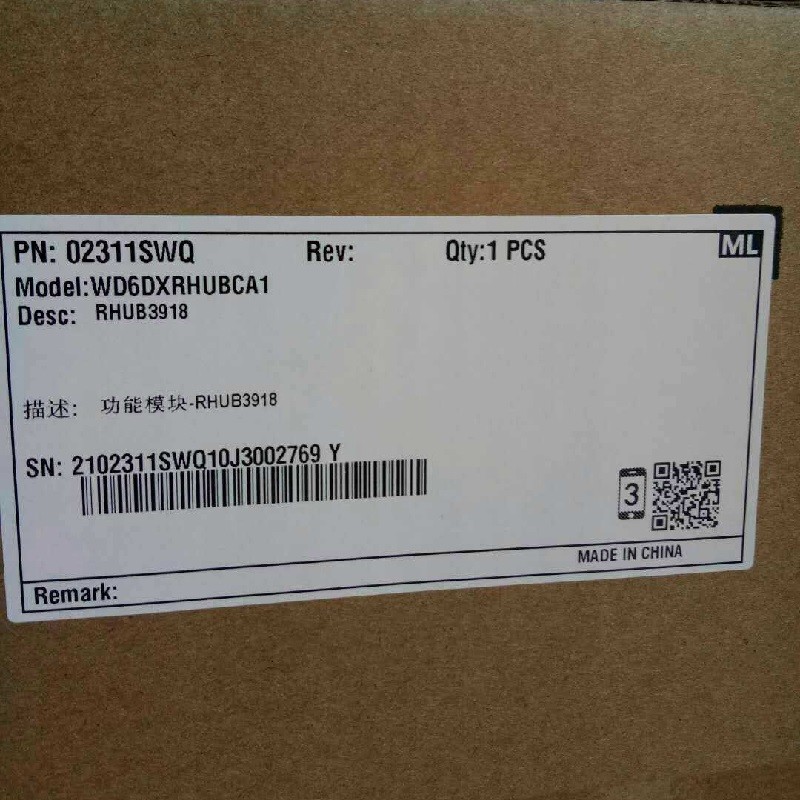 PN: 02311SWQ Rev: Qty:1 PCS ML
Model:WD6DXRHUBCA1
Desc: RHUB3918
描述: 功能模块-RHUB3918
SN: 2102311SWQ10J3002769 Y
3
MADE IN CHINA
Remark: